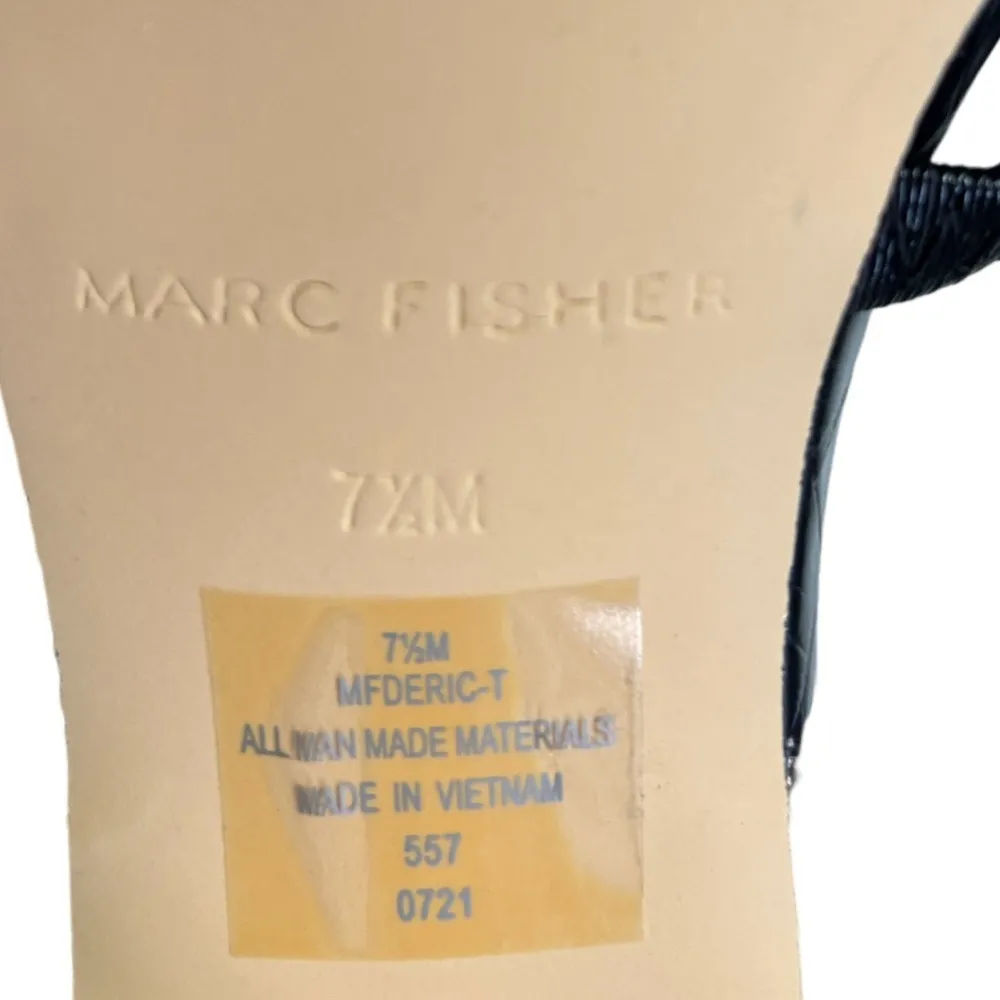 MARC FISHER
7½M
7½M
MFDERIC-T
ALL MAN MADE MATERIALS
MADE IN VIETNAM
557
0721